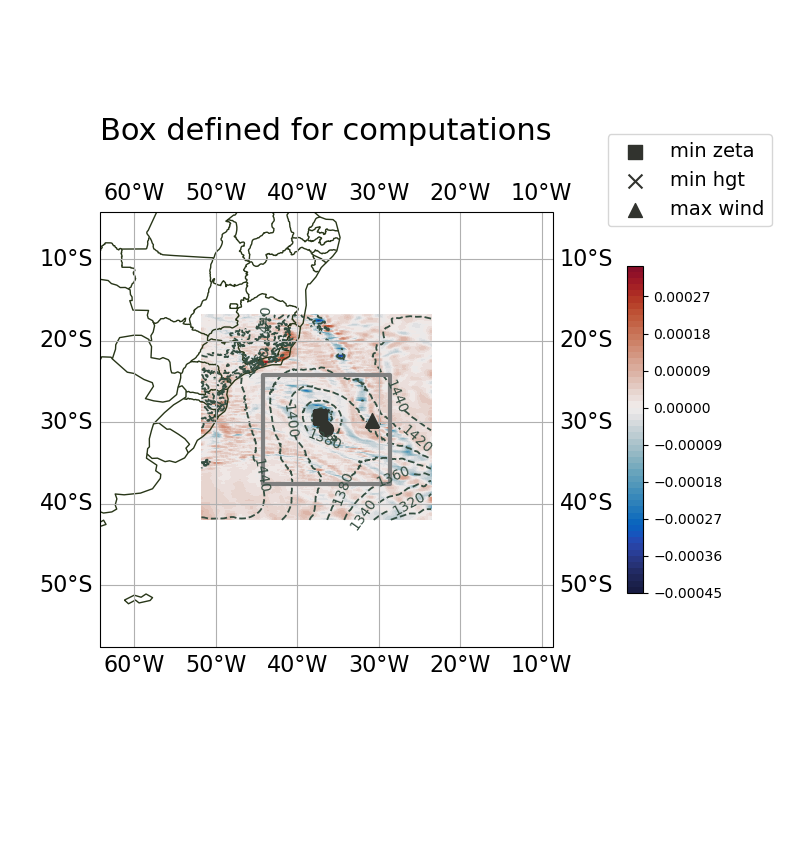 Box defined for computations
min zeta
min hgt
max wind
60°W 50°W 40°W 30°W 20°W 10°W
10°S 10°S
20°S 20°S
30°S 30°S
40°S 40°S
50°S 50°S
60°W 50°W 40°W 30°W 20°W 10°W
1440
1400
1420
1380
1360
1440
1380
1320
1340
0.00027
0.00018
0.00009
0.00000
−0.00009
−0.00018
−0.00027
−0.00036
−0.00045